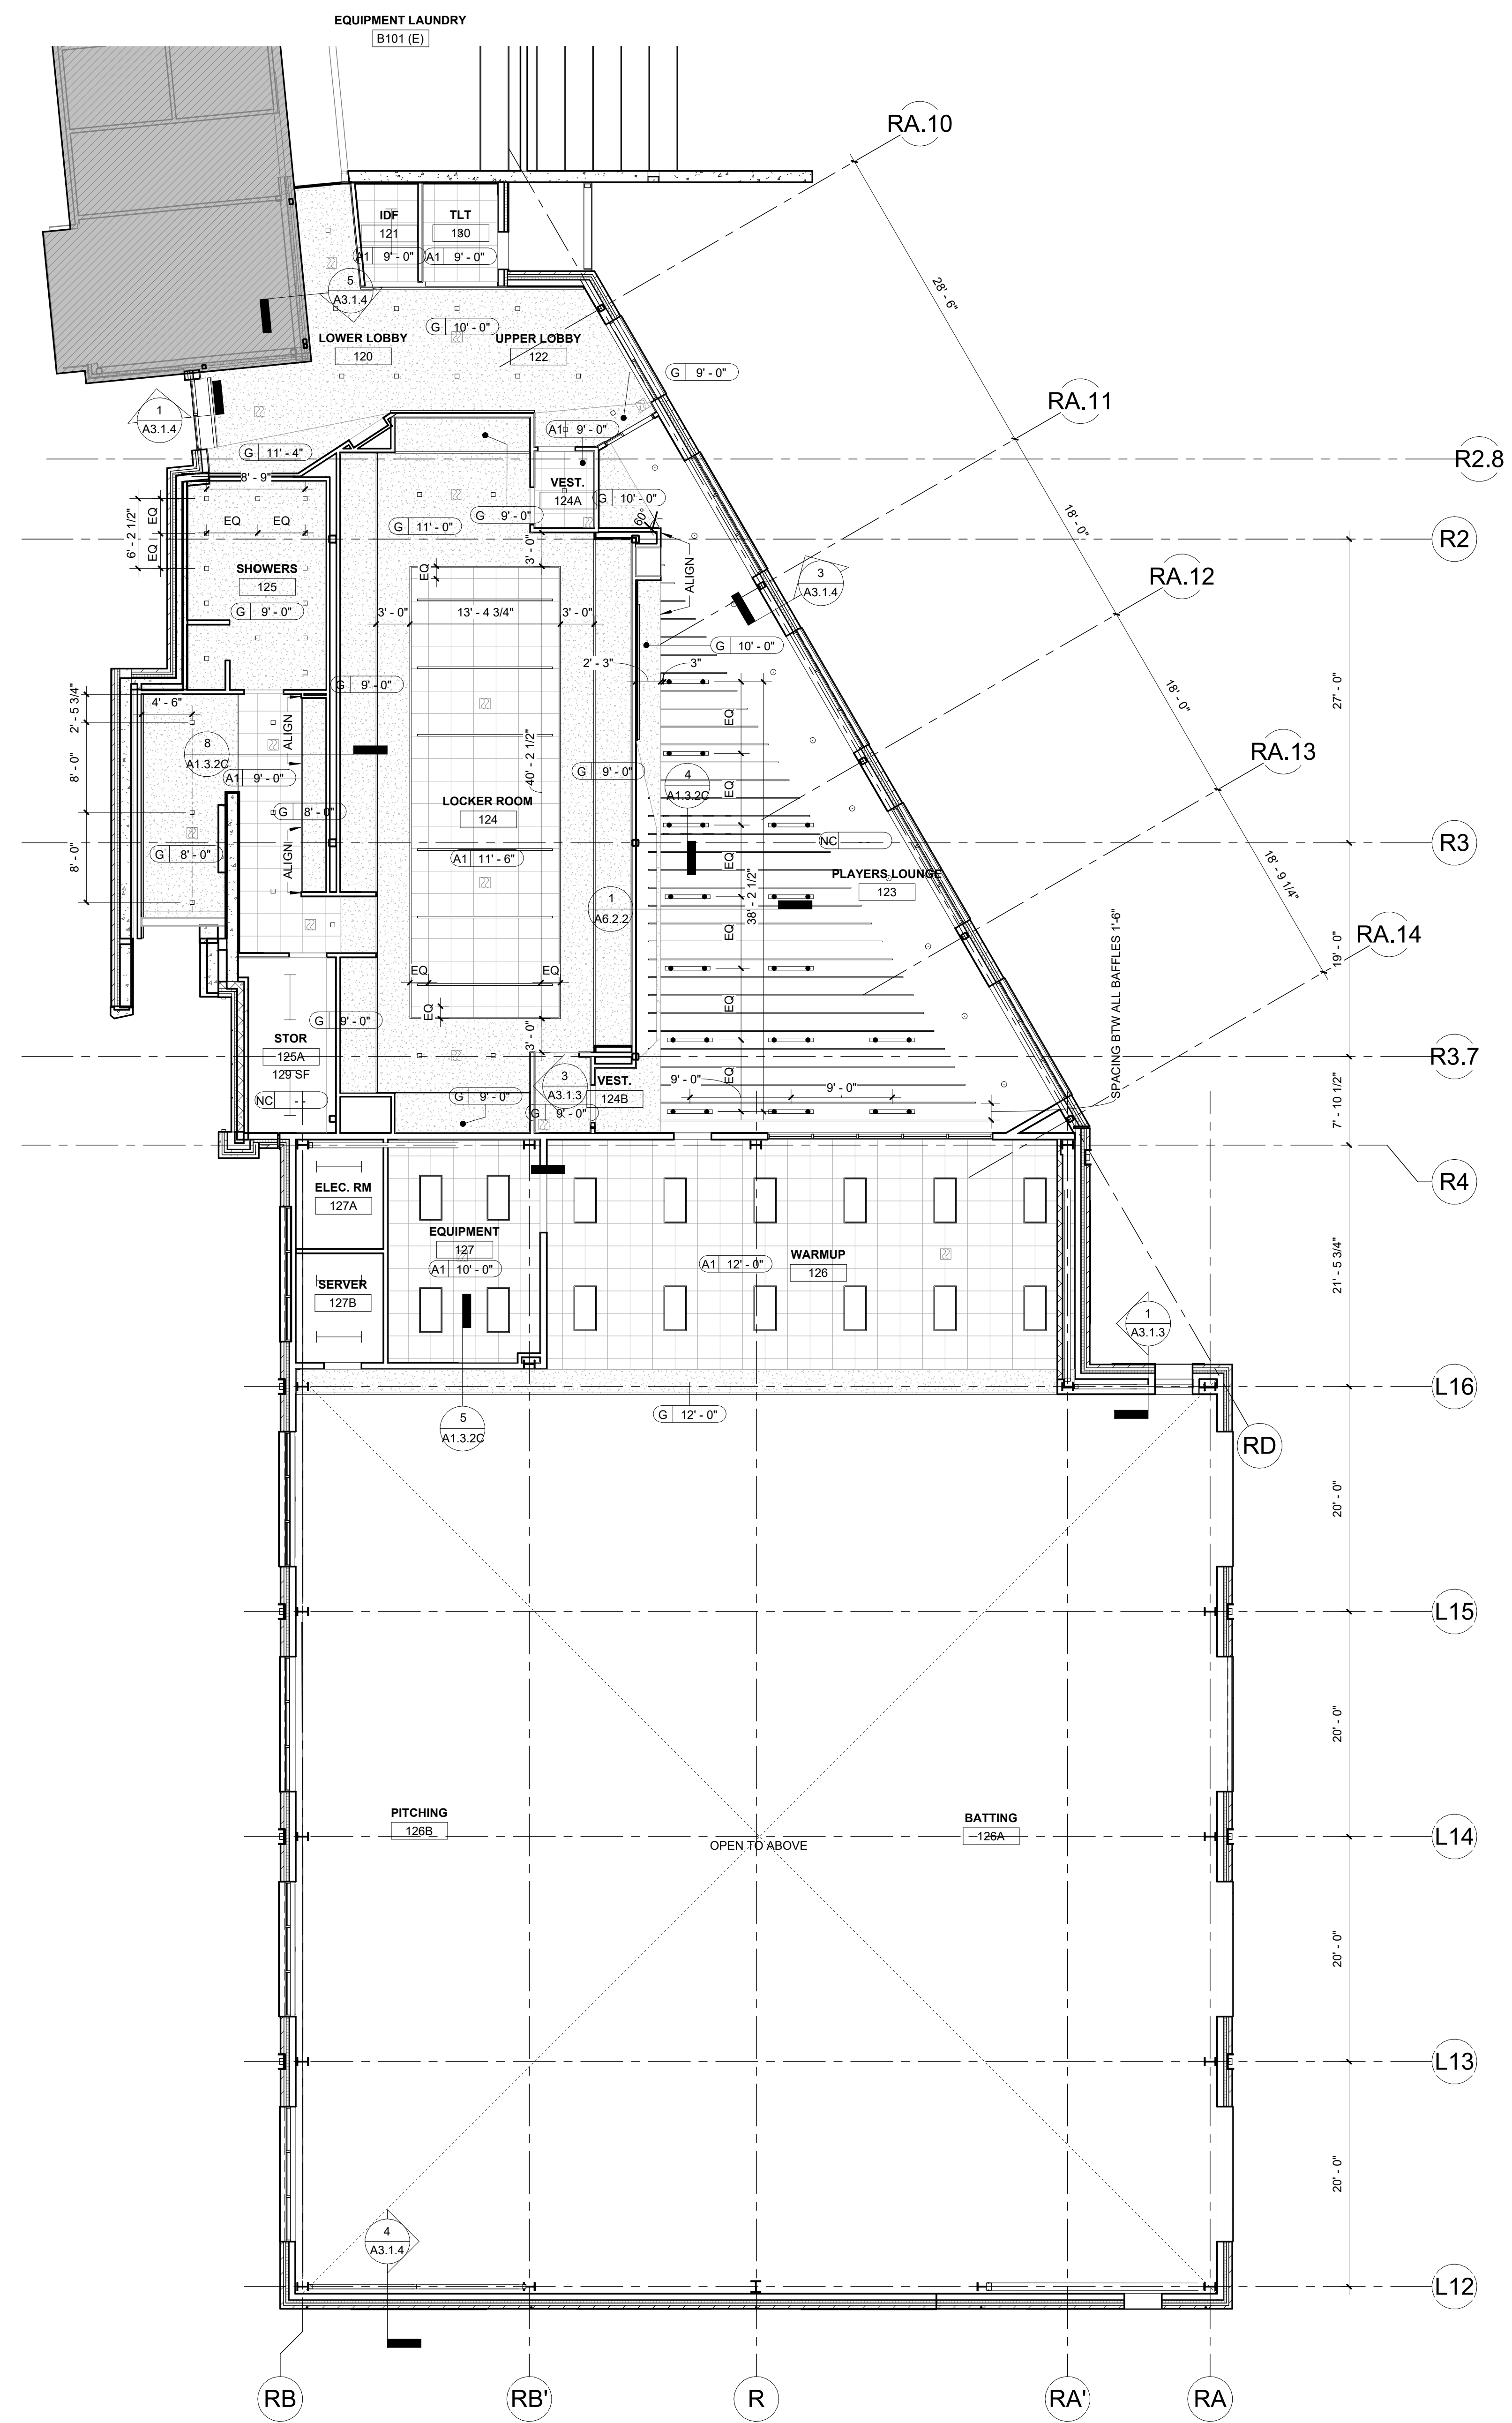 EQUIPMENT LAUNDRY
B101 (E)
RA.10
IDF
121
A1 9' - 0"
TLT
130
A1 9' - 0"
5
A3.1.4
28' - 6"
G 10' - 0"
LOWER LOBBY
120
UPPER LOBBY
122
G 9' - 0"
RA.11
1
A3.1.4
A1 9' - 0"
G 11' - 4"
R2.8
8' - 9"
VEST.
124A
G 10' - 0"
G 9' - 0"
G 11' - 0"
60°
18' - 0"
EQ
EQ
EQ
EQ
6' - 2 1/2"
R2
3' - 0"
SHOWERS
125
G 9' - 0"
EQ
ALIGN
3
A3.1.4
RA.12
3' - 0"
13' - 4 3/4"
3' - 0"
G 10' - 0"
2' - 3"
3"
G 9' - 0"
18' - 0"
27' - 0"
2' - 5 3/4"
4' - 6"
ALIGN
EQ
8
A1.3.2C
RA.13
8' - 0"
A1 9' - 0"
40' - 2 1/2"
G 9' - 0"
4
A1.3.2C
EQ
LOCKER ROOM
124
G 8' - 0"
NC - -
R3
8' - 0"
G 8' - 0"
ALIGN
A1 11' - 6"
EQ
PLAYERS LOUNGE
123
18' - 9 1/4"
38' - 2 1/2"
1
A6.2.2
EQ
RA.14
19' - 0"
EQ
EQ
EQ
EQ
SPACING BTW ALL BAFFLES 1'-6"
G 9' - 0"
3' - 0"
STOR
125A
129 SF
NC - -
R3.7
3
A3.1.3
VEST.
124B
9' - 0"
EQ
9' - 0"
G 9' - 0"
G 9' - 0"
7' - 10 1/2"
R4
ELEC. RM
127A
EQUIPMENT
127
A1 10' - 0"
WARMUP
126
A1 12' - 0"
21' - 5 3/4"
SERVER
127B
1
A3.1.3
L16
G 12' - 0"
5
A1.3.2C
RD
20' - 0"
L15
20' - 0"
PITCHING
126B
BATTING
126A
OPEN TO ABOVE
L14
20' - 0"
L13
20' - 0"
4
A3.1.4
L12
RB
RB'
R
RA'
RA